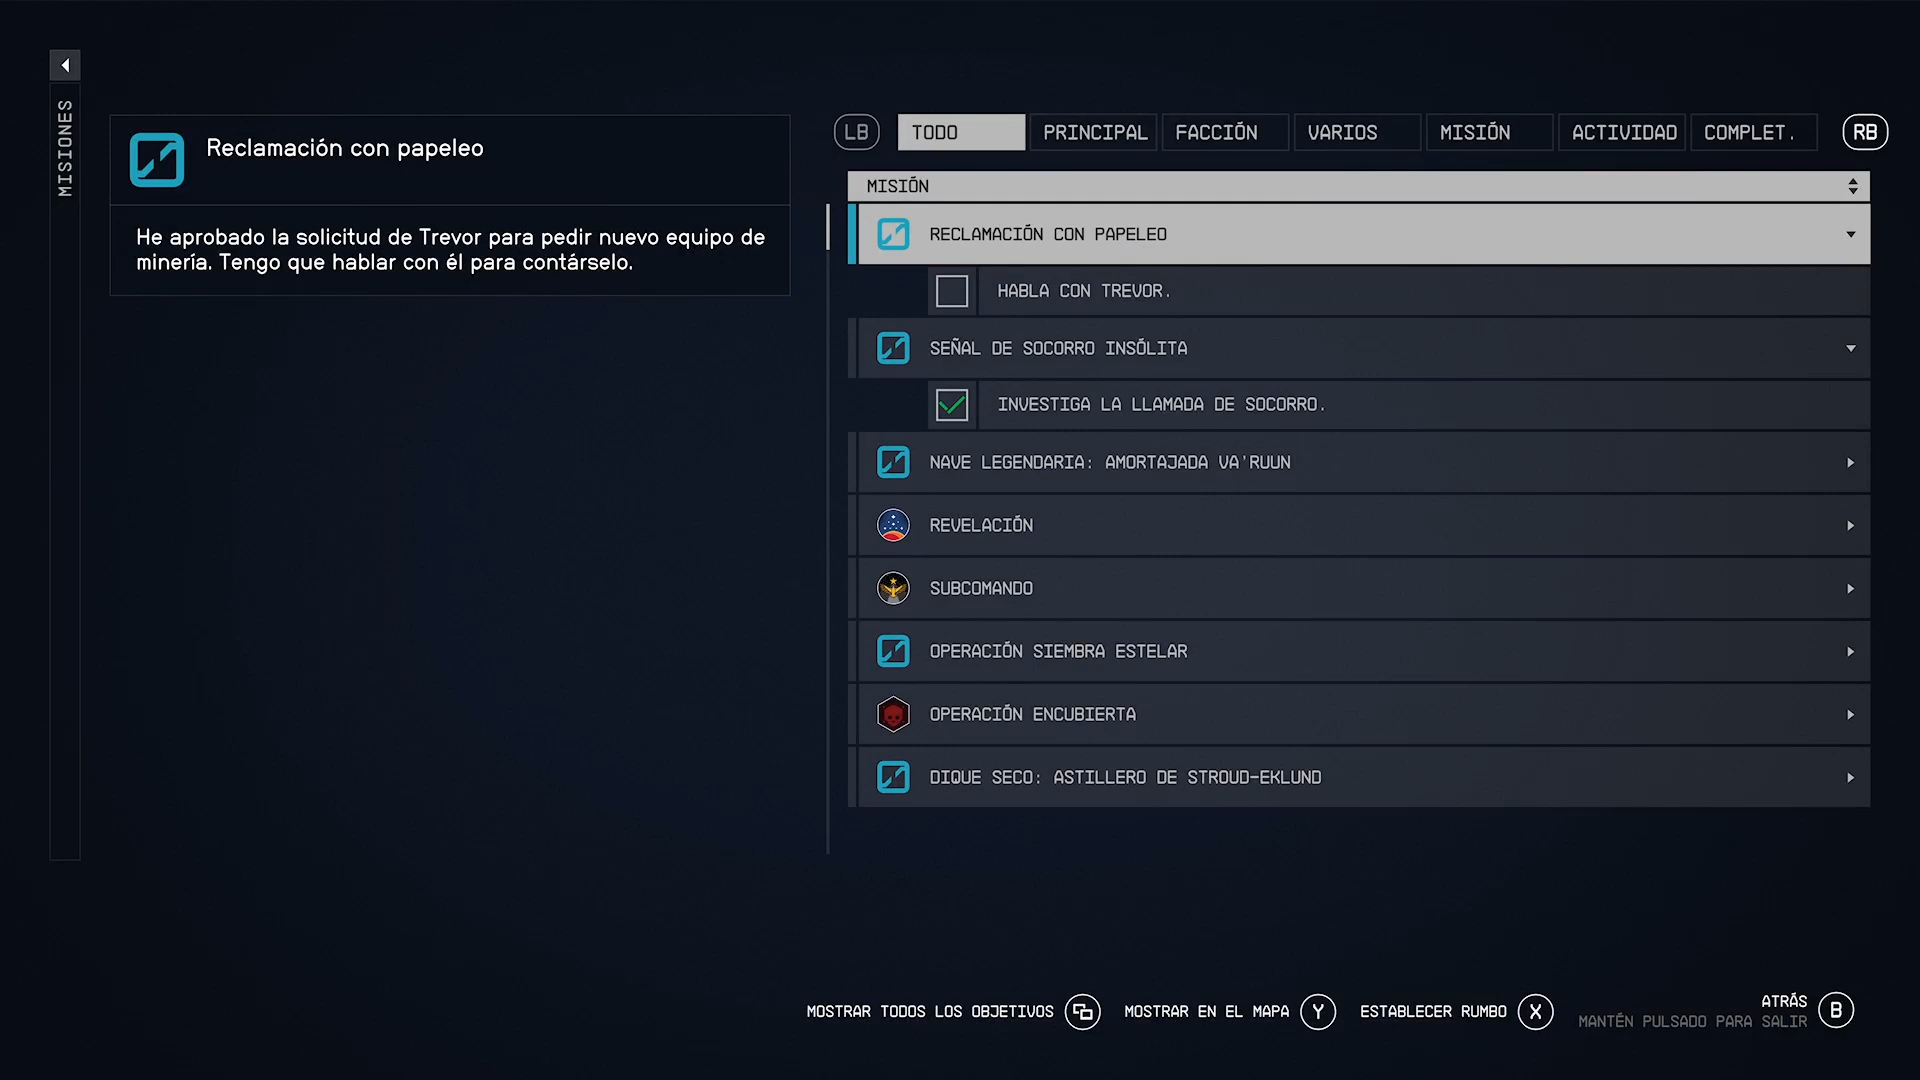 MISIONES
Reclamación con papeleo
He aprobado la solicitud de Trevor para pedir nuevo equipo de
minería. Tengo que hablar con él para contárselo.
LB TODO PRINCIPAL FACCIÓN VARIOS MISIÓN ACTIVIDAD COMPLET. RB
MISIÓN
RECLAMACIÓN CON PAPELEO
HABLA CON TREVOR.
SEÑAL DE SOCORRO INSÓLITA
INVESTIGA LA LLAMADA DE SOCORRO.
NAVE LEGENDARIA: AMORTAJADA VA'RUUN
REVELACIÓN
SUBCOMANDO
OPERACIÓN SIEMBRA ESTELAR
OPERACIÓN ENCUBIERTA
DIQUE SECO: ASTILLERO DE STROUD-EKLUND
MOSTRAR TODOS LOS OBJETIVOS MOSTRAR EN EL MAPA Y ESTABLECER RUMBO X ATRÁS B
MANTÉN PULSADO PARA SALIR